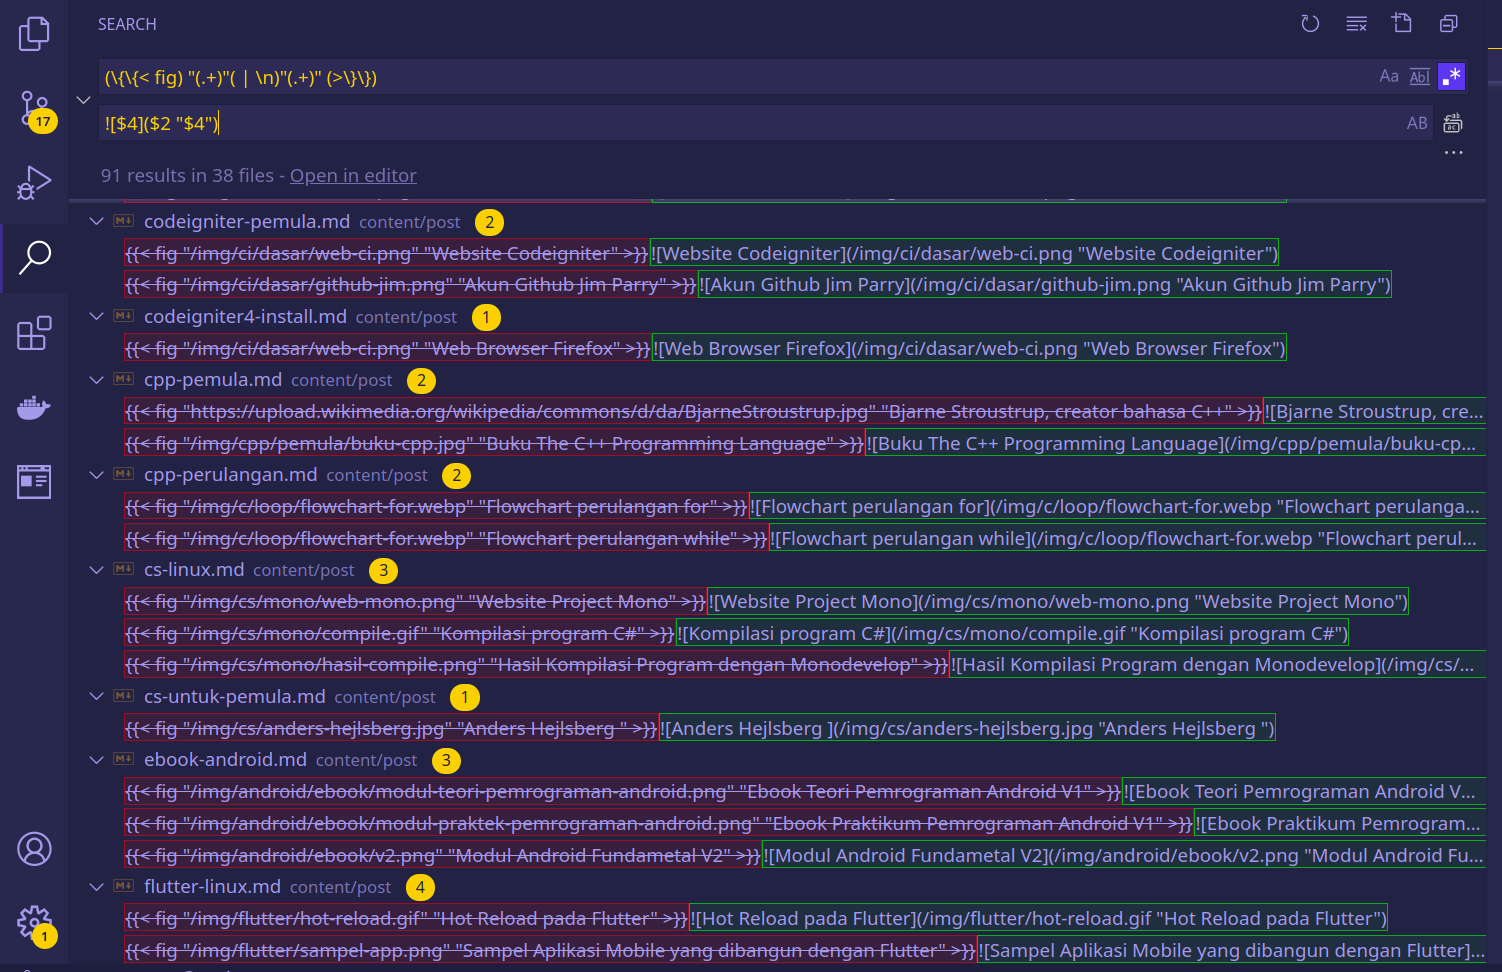 SEARCH
(\{\{< fig) "(.+)"( | \n)"(.+)" (>\}\})
Aa Abl .*
![$4]($2 "$4")
AB
17
91 results in 38 files - Open in editor
codeigniter-pemula.md content/post 2
{{< fig "/img/ci/dasar/web-ci.png" "Website Codeigniter" >}}![Website Codeigniter](/img/ci/dasar/web-ci.png "Website Codeigniter")
{{< fig "/img/ci/dasar/github-jim.png" "Akun Github Jim Parry" >}}![Akun Github Jim Parry](/img/ci/dasar/github-jim.png "Akun Github Jim Parry")
codeigniter4-install.md content/post 1
{{< fig "/img/ci/dasar/web-ci.png" "Web Browser Firefox" >}}![Web Browser Firefox](/img/ci/dasar/web-ci.png "Web Browser Firefox")
cpp-pemula.md content/post 2
{{< fig "https://upload.wikimedia.org/wikipedia/commons/d/da/BjarneStroustrup.jpg" "Bjarne Stroustrup, creator bahasa C++" >}}![Bjarne Stroustrup, cre...
{{< fig "/img/cpp/pemula/buku-cpp.jpg" "Buku The C++ Programming Language" >}}![Buku The C++ Programming Language](/img/cpp/pemula/buku-cp...
cpp-perulangan.md content/post 2
{{< fig "/img/c/loop/flowchart-for.webp" "Flowchart perulangan for" >}}![Flowchart perulangan for](/img/c/loop/flowchart-for.webp "Flowchart perulanga...
{{< fig "/img/c/loop/flowchart-for.webp" "Flowchart perulangan while" >}}![Flowchart perulangan while](/img/c/loop/flowchart-for.webp "Flowchart perul...
cs-linux.md content/post 3
{{< fig "/img/cs/mono/web-mono.png" "Website Project Mono" >}}![Website Project Mono](/img/cs/mono/web-mono.png "Website Project Mono")
{{< fig "/img/cs/mono/compile.gif" "Kompilasi program C#" >}}![Kompilasi program C#](/img/cs/mono/compile.gif "Kompilasi program C#")
{{< fig "/img/cs/mono/hasil-compile.png" "Hasil Kompilasi Program dengan Monodevelop" >}}![Hasil Kompilasi Program dengan Monodevelop](/img/cs/...
cs-untuk-pemula.md content/post 1
{{< fig "/img/cs/anders-hejlsberg.jpg" "Anders Hejlsberg " >}}![Anders Hejlsberg ](/img/cs/anders-hejlsberg.jpg "Anders Hejlsberg ")
ebook-android.md content/post 3
{{< fig "/img/android/ebook/modul-teori-pemrograman-android.png" "Ebook Teori Pemrograman Android V1" >}}![Ebook Teori Pemrograman Android V...
{{< fig "/img/android/ebook/modul-praktek-pemrograman-android.png" "Ebook Praktikum Pemrograman Android V1" >}}![Ebook Praktikum Pemrogram...
{{< fig "/img/android/ebook/v2.png" "Modul Android Fundametal V2" >}}![Modul Android Fundametal V2](/img/android/ebook/v2.png "Modul Android Fu...
flutter-linux.md content/post 4
{{< fig "/img/flutter/hot-reload.gif" "Hot Reload pada Flutter" >}}![Hot Reload pada Flutter](/img/flutter/hot-reload.gif "Hot Reload pada Flutter")
1
{{< fig "/img/flutter/sampel-app.png" "Sampel Aplikasi Mobile yang dibangun dengan Flutter" >}}![Sampel Aplikasi Mobile yang dibangun dengan Flutter]...